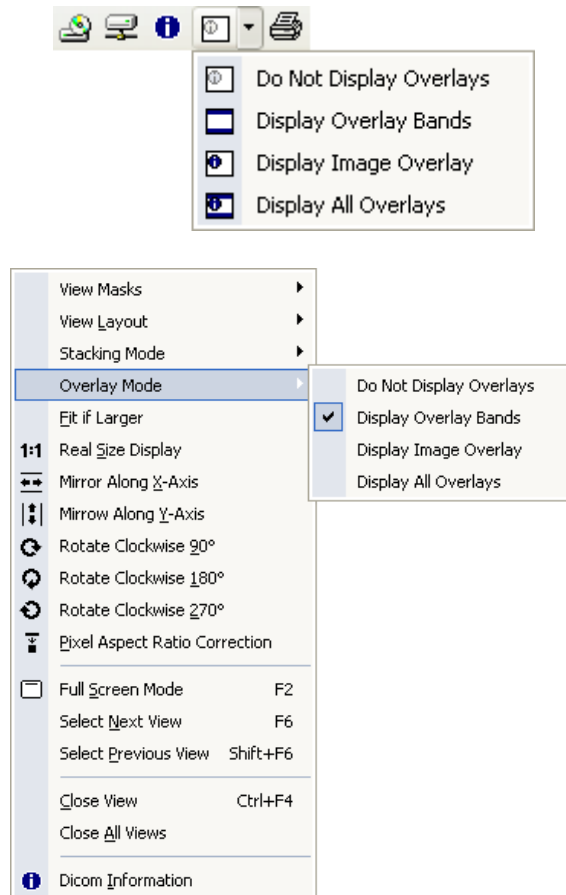 Do Not Display Overlays
Display Overlay Bands
Display Image Overlay
Display All Overlays
View Masks
View Layout
Stacking Mode
Overlay Mode
Do Not Display Overlays
Fit if Larger
Display Overlay Bands
1:1 Real Size Display
Display Image Overlay
Mirror Along X-Axis
Display All Overlays
Mirrow Along Y-Axis
Rotate Clockwise 90°
Rotate Clockwise 180°
Rotate Clockwise 270°
Pixel Aspect Ratio Correction
Full Screen Mode F2
Select Next View F6
Select Previous View Shift+F6
Close View Ctrl+F4
Close All Views
Dicom Information